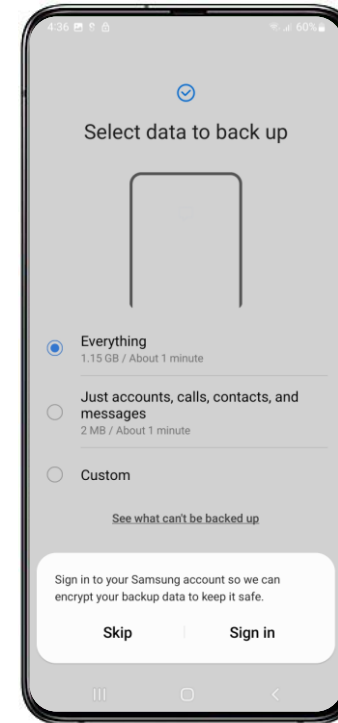 4:36
60%
Select data to back up
Everything
1.15 GB / About 1 minute
Just accounts, calls, contacts, and
messages
2 MB / About 1 minute
Custom
See what can't be backed up
Sign in to your Samsung account so we can
encrypt your backup data to keep it safe.
Skip
Sign in